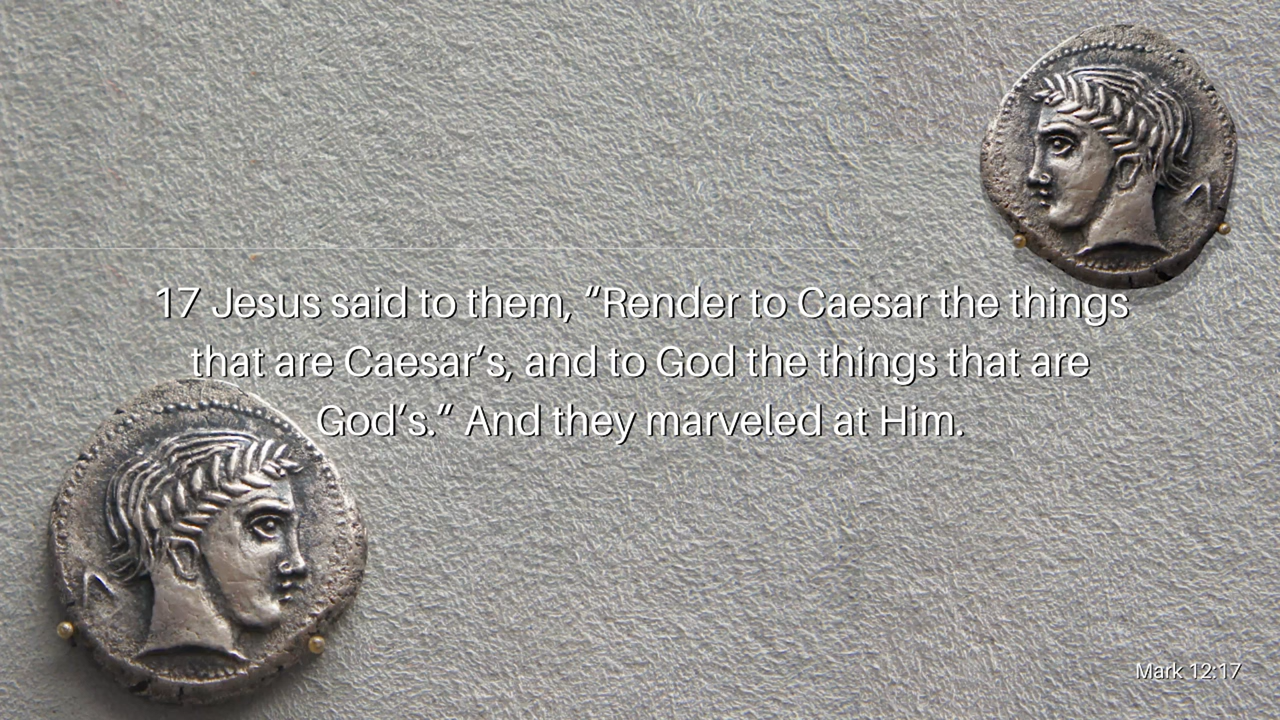 17 Jesus said to them, “Render to Caesar the things
that are Caesar’s, and to God the things that are
God’s.” And they marveled at Him.
Mark 12:17